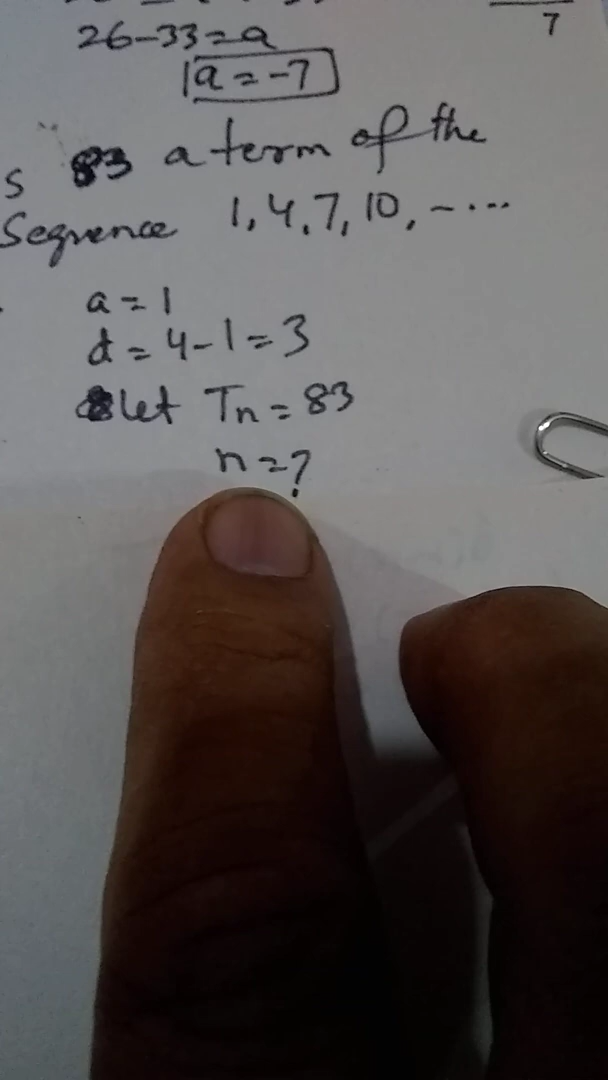 26-33=a
7
a=-7
s 83 a term of the
Sequence 1,4,7,10,-...
a=1
d=4-1=3
let Tn=83
n=?